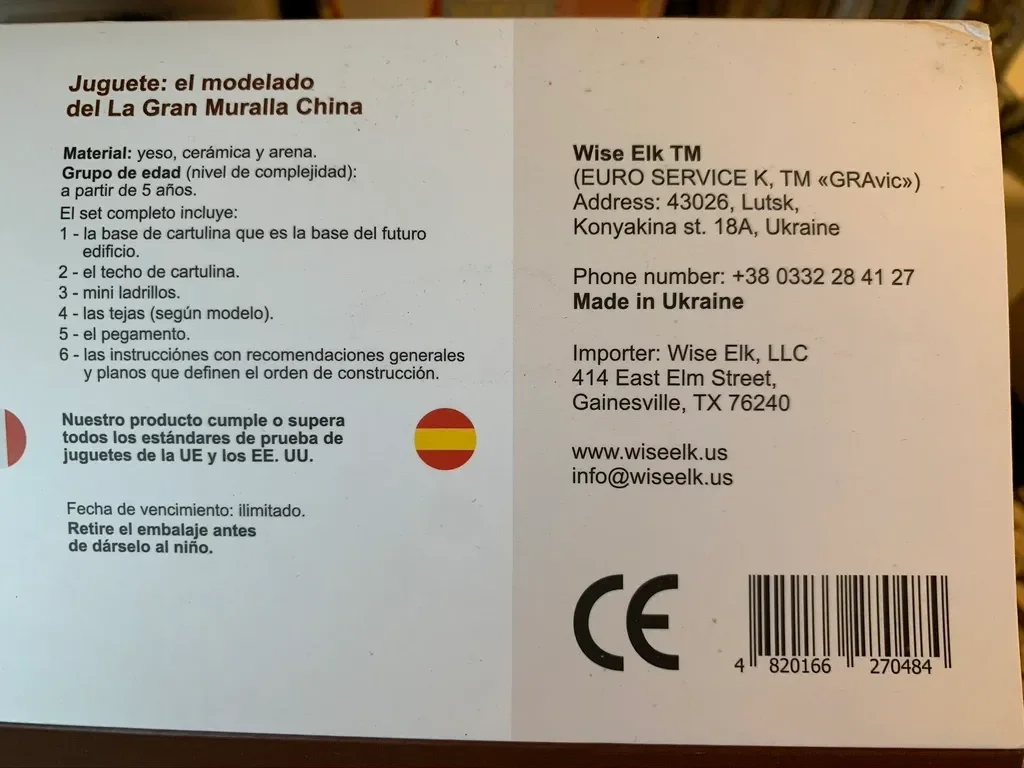 Juguete: el modelado
del La Gran Muralla China
Material: yeso, cerámica y arena.
Grupo de edad (nivel de complejidad):
a partir de 5 años.
El set completo incluye:
1 - la base de cartulina que es la base del futuro
edificio.
2 - el techo de cartulina.
3 - mini ladrillos.
4 - las tejas (según modelo).
5 - el pegamento.
6 - las instrucciónes con recomendaciones generales
y planos que definen el orden de construcción.
Nuestro producto cumple o supera
todos los estándares de prueba de
juguetes de la UE y los EE. UU.
Fecha de vencimiento: ilimitado.
Retire el embalaje antes
de dárselo al niño.
Wise Elk TM
(EURO SERVICE K, TM «GRAvic»)
Address: 43026, Lutsk,
Konyakina st. 18A, Ukraine
Phone number: +38 0332 28 41 27
Made in Ukraine
Importer: Wise Elk, LLC
414 East Elm Street,
Gainesville, TX 76240
www.wiseelk.us
info@wiseelk.us
CE
4 820166 270484